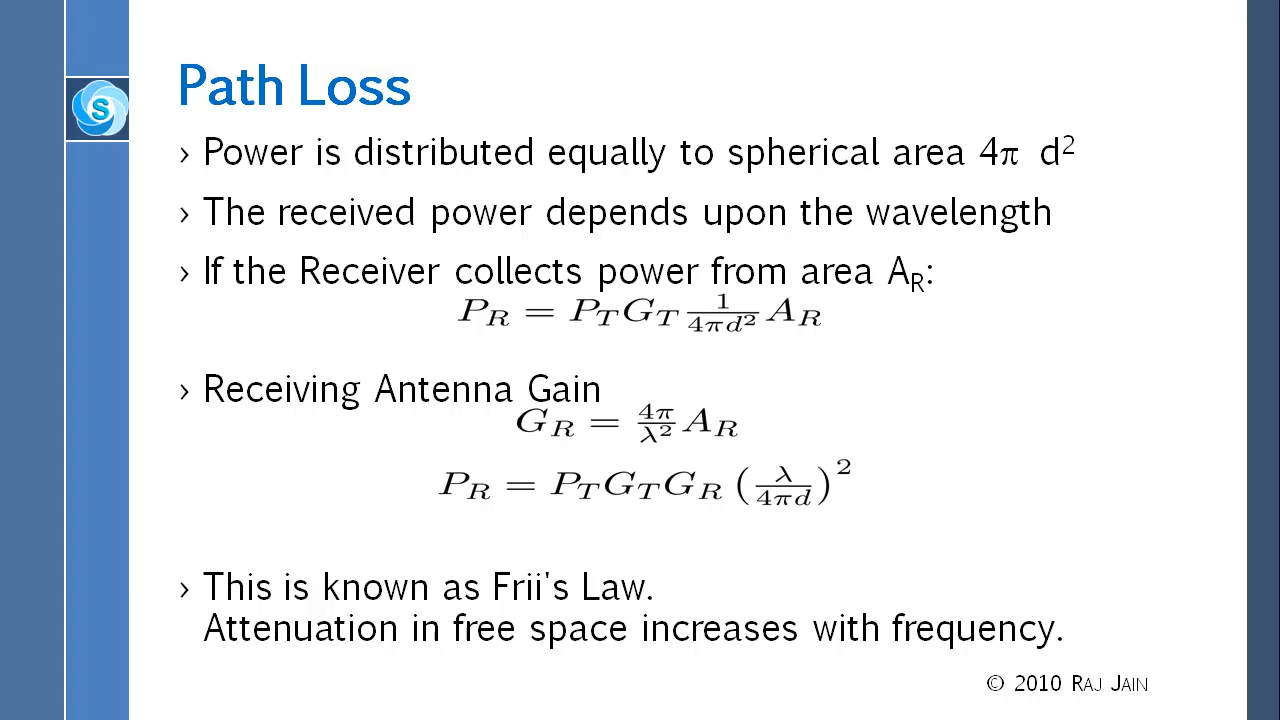 S
Path Loss
› Power is distributed equally to spherical area 4π d²
› The received power depends upon the wavelength
› If the Receiver collects power from area A_R:
P_R = P_T G_T \frac{1}{4πd²} A_R
› Receiving Antenna Gain
G_R = \frac{4π}{λ²} A_R
P_R = P_T G_T G_R (\frac{λ}{4πd})²
› This is known as Frii's Law.
Attenuation in free space increases with frequency.
© 2010 RAJ JAIN